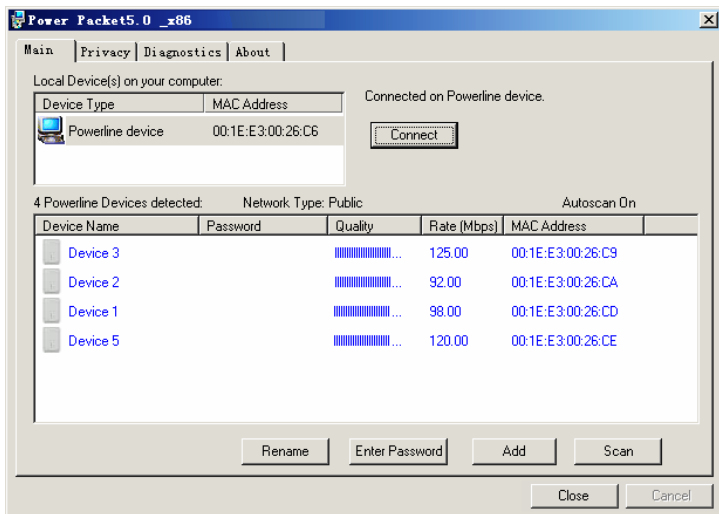 Power Packet5.0 _x86
Main Privacy Diagnostics About
Local Device(s) on your computer:
Device Type MAC Address
Powerline device 00:1E:E3:00:26:C6
Connected on Powerline device.
Connect
4 Powerline Devices detected: Network Type: Public Autoscan On
Device Name Password Quality Rate (Mbps) MAC Address
Device 3 ... 125.00 00:1E:E3:00:26:C9
Device 2 ... 92.00 00:1E:E3:00:26:CA
Device 1 ... 98.00 00:1E:E3:00:26:CD
Device 5 ... 120.00 00:1E:E3:00:26:CE
Rename Enter Password Add Scan
Close Cancel